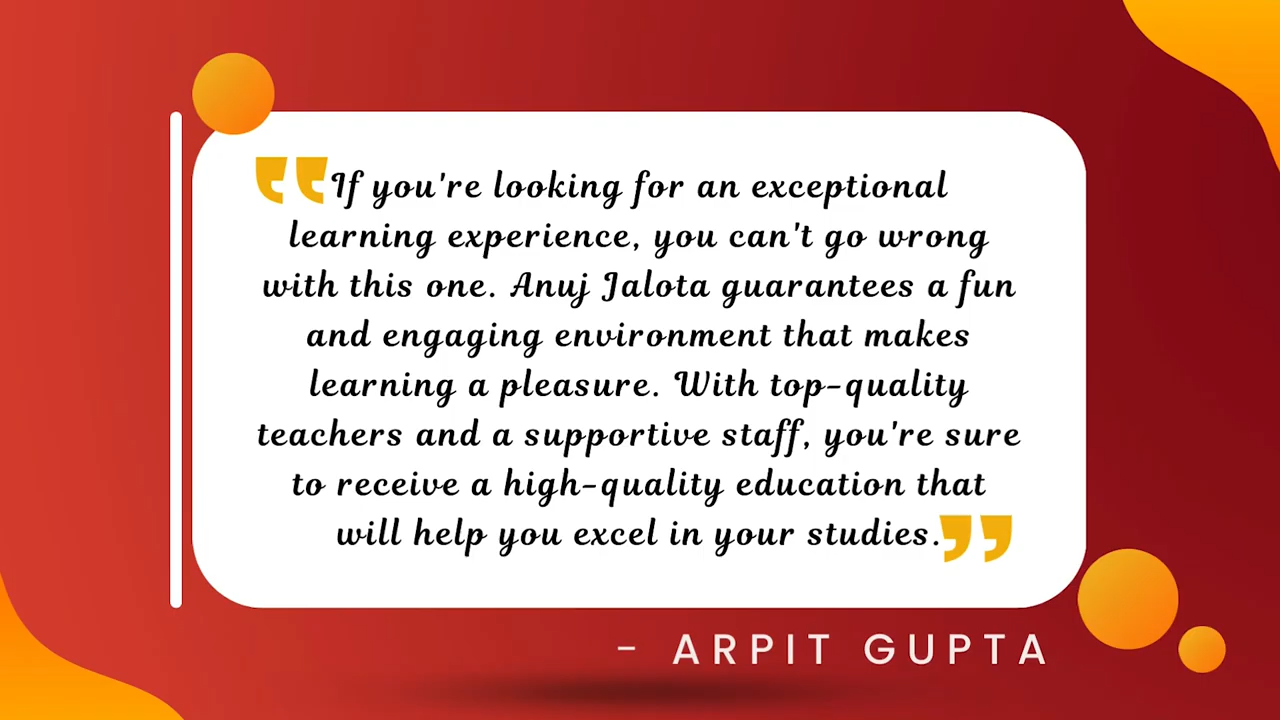 ❝If you're looking for an exceptional
learning experience, you can't go wrong
with this one. Anuj Jalota guarantees a fun
and engaging environment that makes
learning a pleasure. With top-quality
teachers and a supportive staff, you're sure
to receive a high-quality education that
will help you excel in your studies.❞
- ARPIT GUPTA